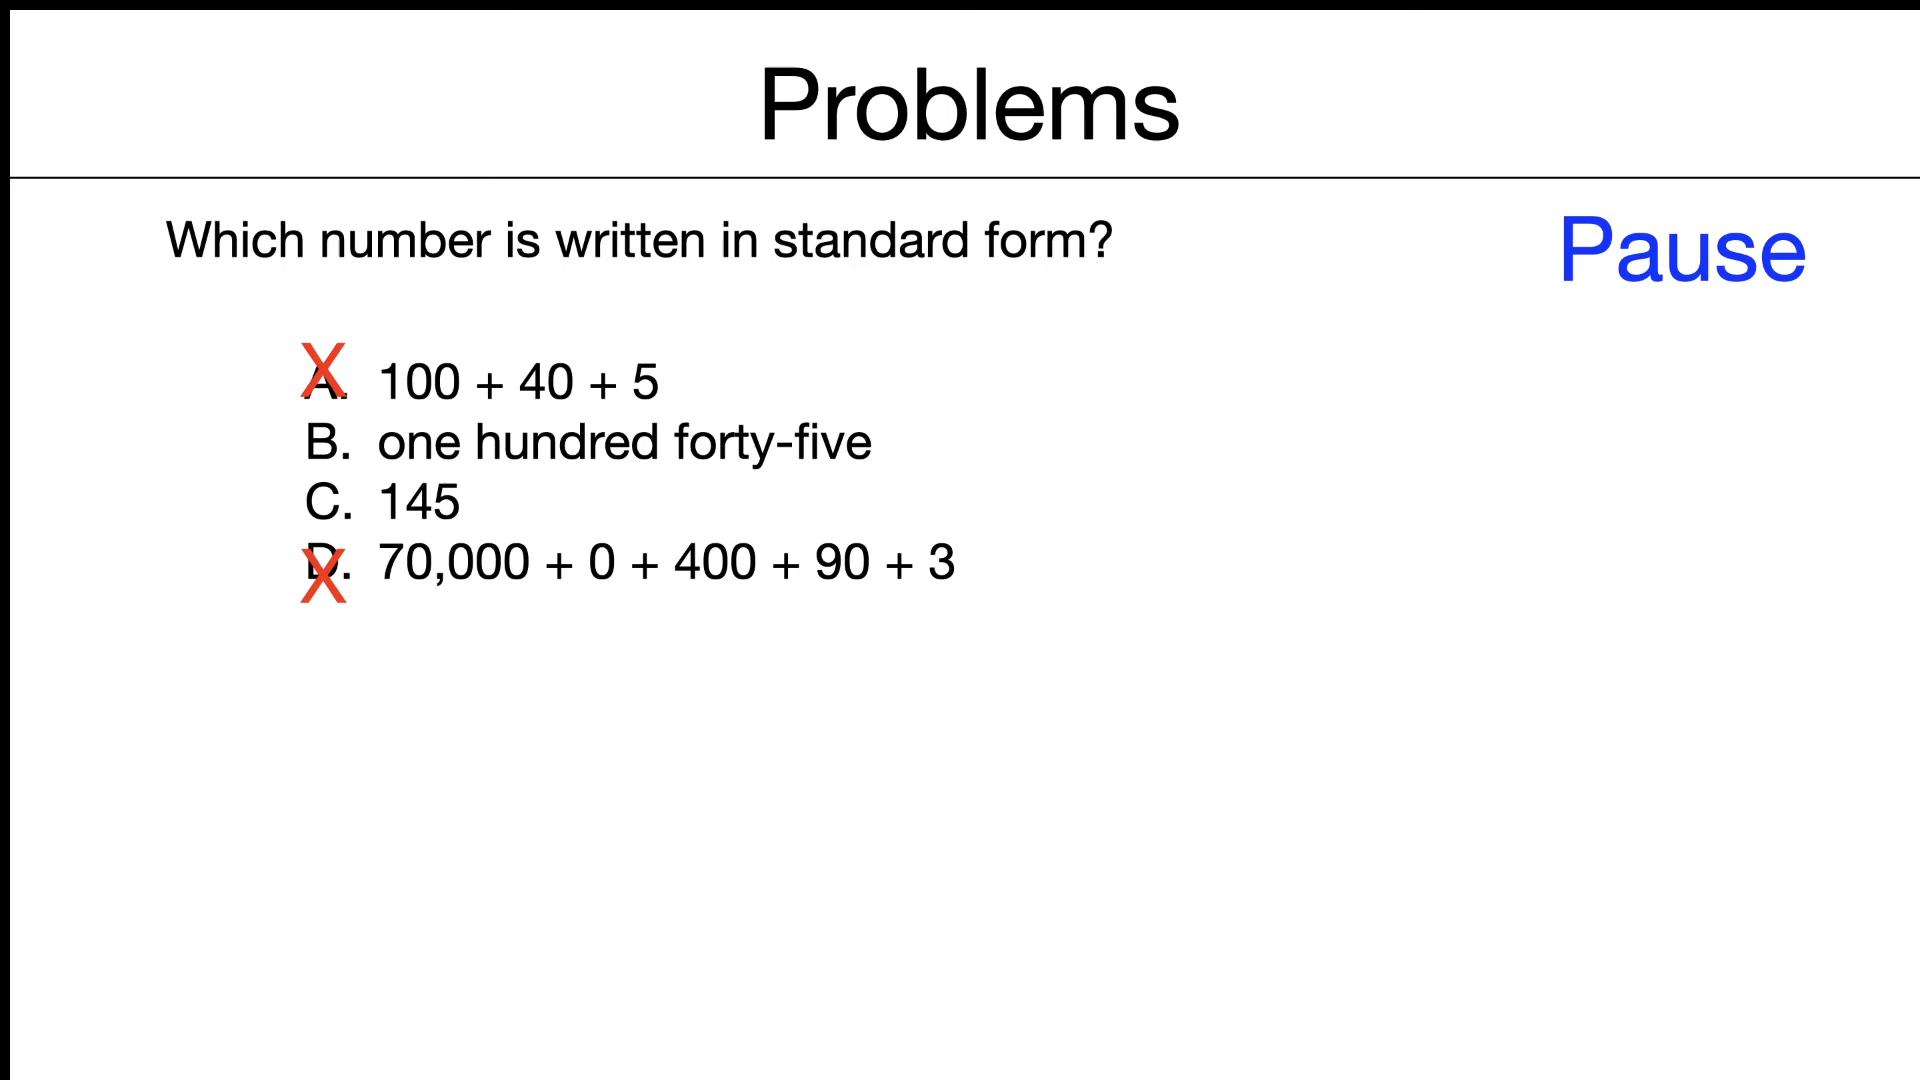 Problems
Which number is written in standard form?
Pause
X
A. 100 + 40 + 5
B. one hundred forty-five
C. 145
D. 70,000 + 0 + 400 + 90 + 3
X